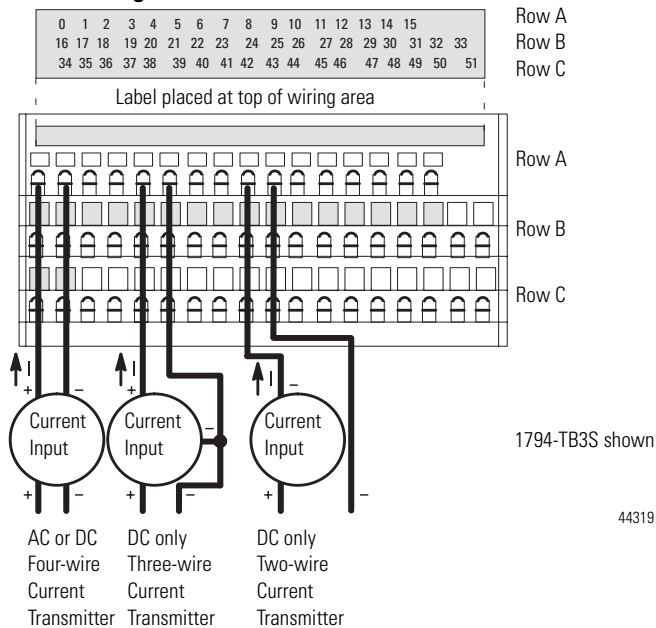 0 1 2 3 4 5 6 7 8 9 10 11 12 13 14 15
Row A
16 17 18 19 20 21 22 23 24 25 26 27 28 29 30 31 32 33
Row B
34 35 36 37 38 39 40 41 42 43 44 45 46 47 48 49 50 51
Row C
Label placed at top of wiring area
Row A
Row B
Row C
I I I
+ – + –
Current Input
Current Input –
Current Input
1794-TB3S shown
+ – + – + –
44319
AC or DC
Four-wire
Current
Transmitter
DC only
Three-wire
Current
Transmitter
DC only
Two-wire
Current
Transmitter